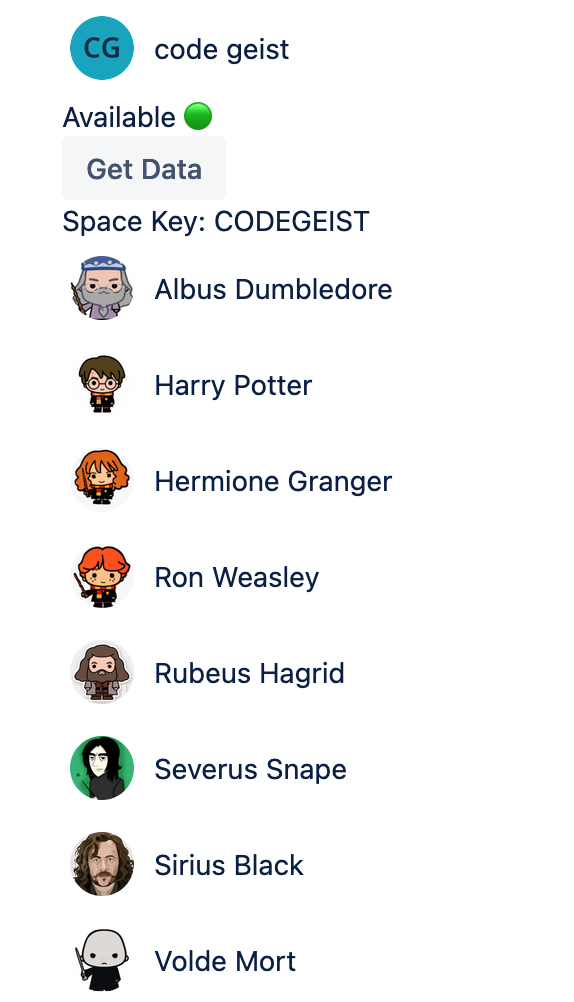 CG code geist
Available
Get Data
Space Key: CODEGEIST
Albus Dumbledore
Harry Potter
Hermione Granger
Ron Weasley
Rubeus Hagrid
Severus Snape
Sirius Black
Volde Mort